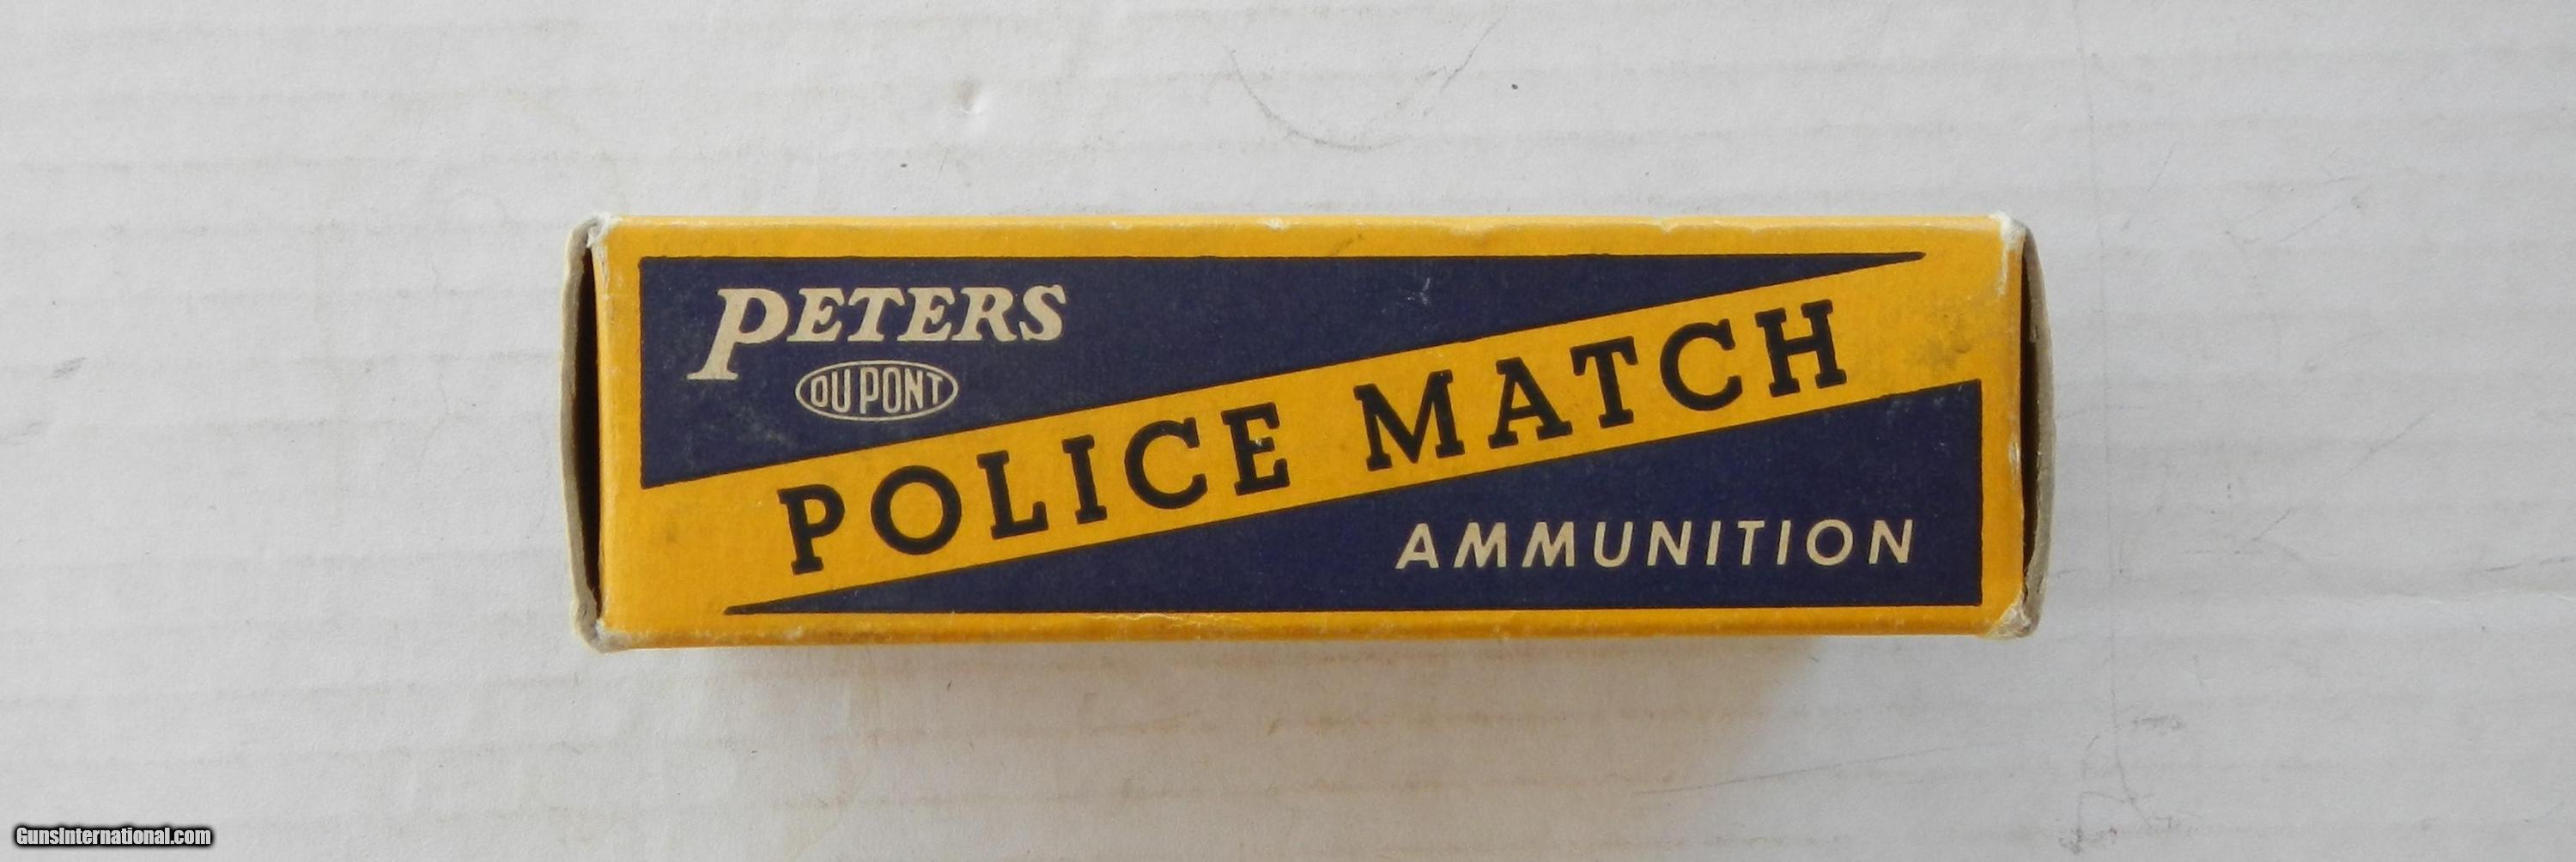 PETERS
DU PONT
POLICE MATCH
AMMUNITION
GunsInternational.com